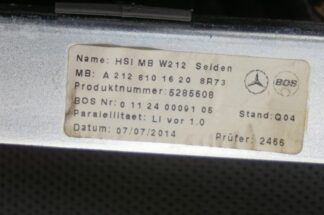 Name: HSI MB W212 Seiden
MB: A 212 810 16 20 8R73
Produktnummer: 5285608
BOS
BOS Nr 0 11 24 00091 05 Stand: Q04
Parallelitaet: Li vor 1.0
Datum: 07/07/2014 Prüfer: 2456